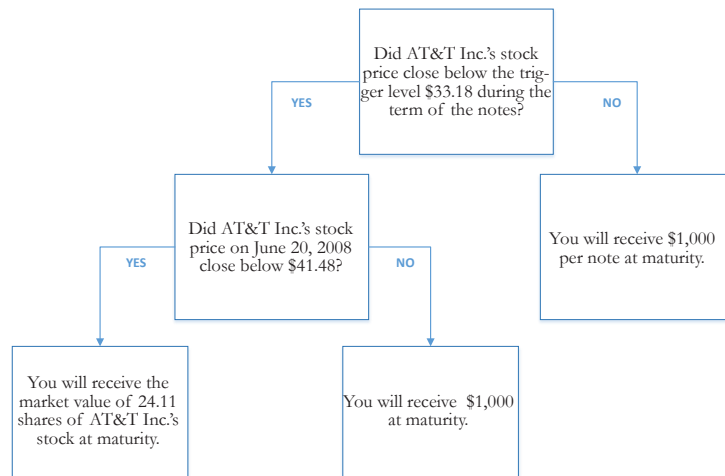 Did AT&T Inc.'s stock
price close below the trig-
ger level $33.18 during the
term of the notes?
YES
NO
Did AT&T Inc.'s stock
price on June 20, 2008
close below $41.48?
You will receive $1,000
per note at maturity.
YES
NO
You will receive the
market value of 24.11
shares of AT&T Inc.'s
stock at maturity.
You will receive $1,000
at maturity.